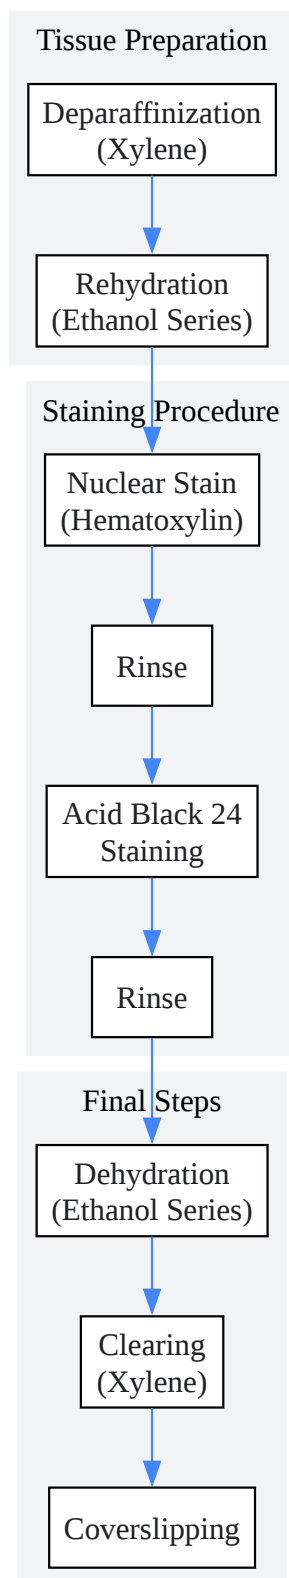 Tissue Preparation
Deparaffinization
(Xylene)
Rehydration
(Ethanol Series)
Staining Procedure
Nuclear Stain
(Hematoxylin)
Rinse
Acid Black 24
Staining
Rinse
Final Steps
Dehydration
(Ethanol Series)
Clearing
(Xylene)
Coverslipping